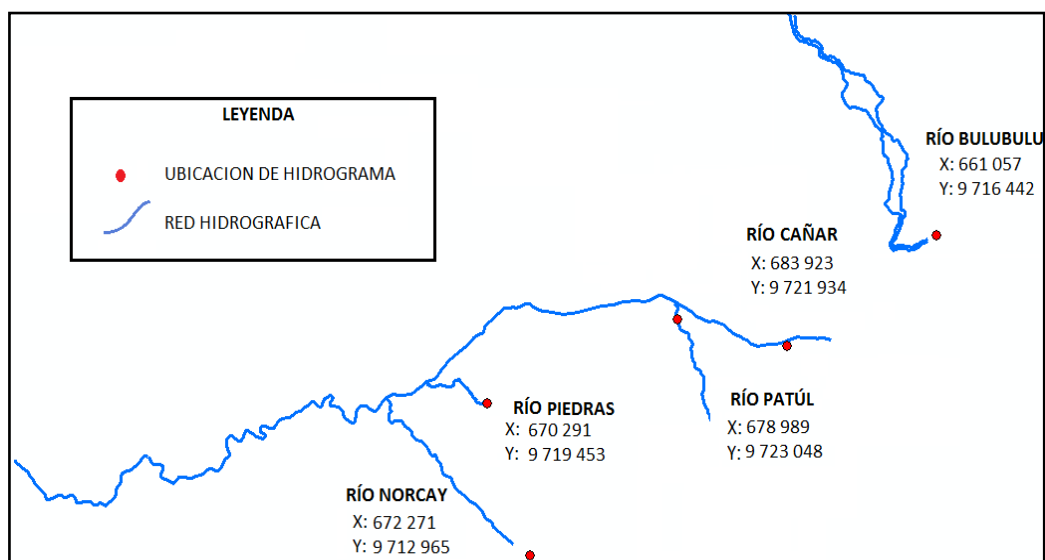 LEYENDA
UBICACION DE HIDROGRAMA
RED HIDROGRAFICA
RÍO BULUBULU
X: 661 057
Y: 9 716 442
RÍO CAÑAR
X: 683 923
Y: 9 721 934
RÍO PIEDRAS
X: 670 291
Y: 9 719 453
RÍO PATÚL
X: 678 989
Y: 9 723 048
RÍO NORCAY
X: 672 271
Y: 9 712 965